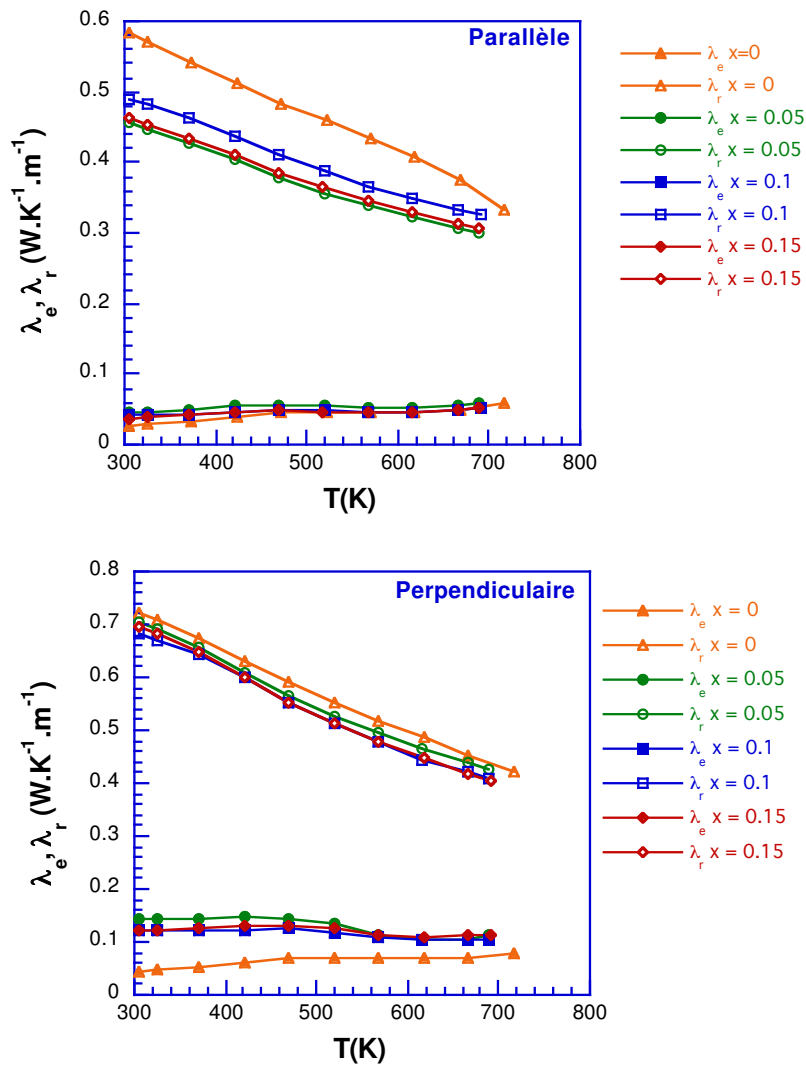 0.6
0.5
0.4
0.3
0.2
0.1
0
λe, λr (W.K-1.m-1)
Parallèle
300 400 500 600 700 800
T(K)
λe x=0
λr x = 0
λe x = 0.05
λr x = 0.05
λe x = 0.1
λr x = 0.1
λe x = 0.15
λr x = 0.15
0.8
0.7
0.6
0.5
0.4
0.3
0.2
0.1
0
λe, λr (W.K-1.m-1)
Perpendiculaire
300 400 500 600 700 800
T(K)
λe x = 0
λr x = 0
λe x = 0.05
λr x = 0.05
λe x = 0.1
λr x = 0.1
λe x = 0.15
λr x = 0.15